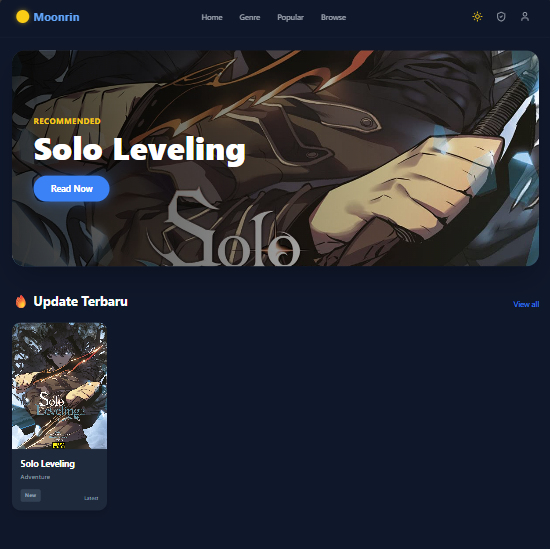 Moonrin
Home Genre Popular Browse
RECOMMENDED
Solo Leveling
Read Now
Solo
🔥 Update Terbaru
View all
Solo
Leveling
Solo Leveling
Adventure
New
Latest